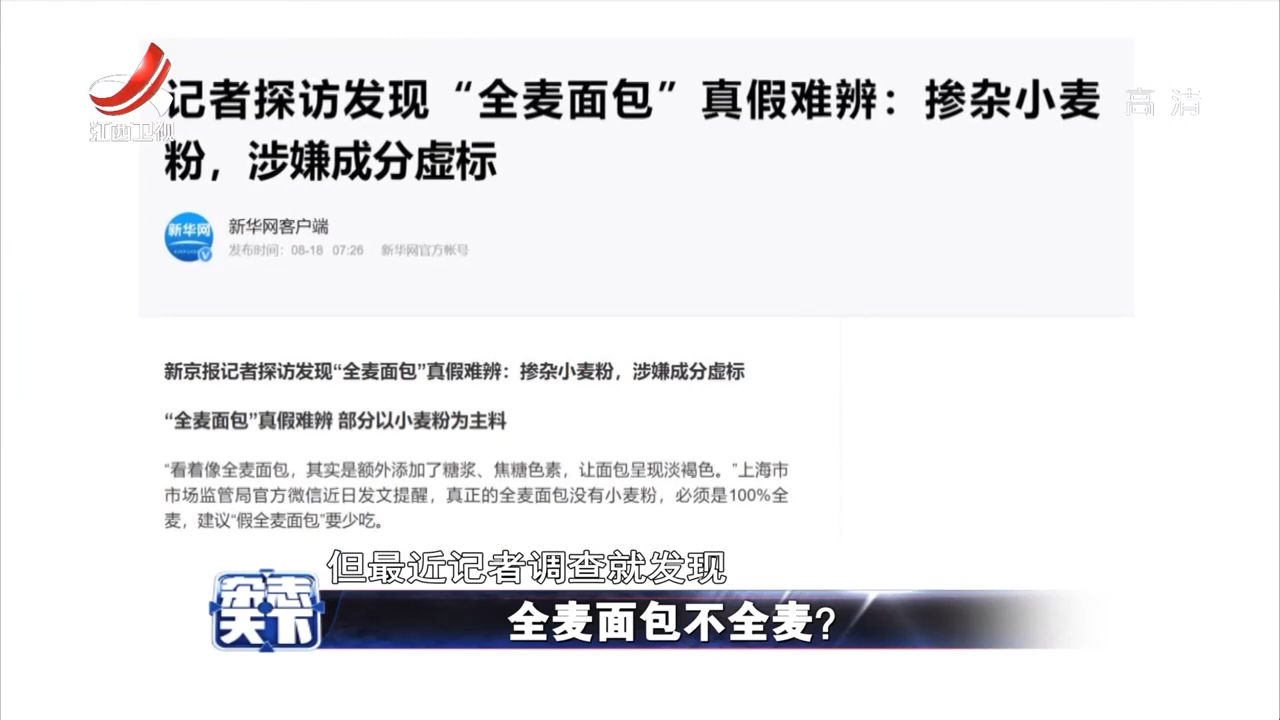 记者探访发现“全麦面包”真假难辨：掺杂小麦
粉，涉嫌成分虚标
江西卫视
高清
新华网
新华网客户端
发布时间：08-18 07:26 新华网官方帐号
新京报记者探访发现“全麦面包”真假难辨：掺杂小麦粉，涉嫌成分虚标
“全麦面包”真假难辨 部分以小麦粉为主料
“看着像全麦面包，其实是额外添加了糖浆、焦糖色素，让面包呈现淡褐色。”上海市
市场监管局官方微信近日发文提醒，真正的全麦面包没有小麦粉，必须是100%全
麦，建议“假全麦面包”要少吃。
但最近记者调查就发现
杂志
天下
全麦面包不全麦?